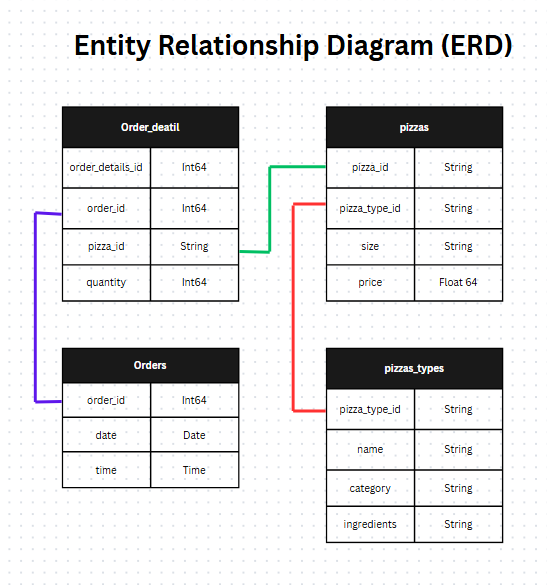 Entity Relationship Diagram (ERD)
Order_deatil
order_details_id Int64
order_id Int64
pizza_id String
quantity Int64
pizzas
pizza_id String
pizza_type_id String
size String
price Float 64
Orders
order_id Int64
date Date
time Time
pizzas_types
pizza_type_id String
name String
category String
ingredients String